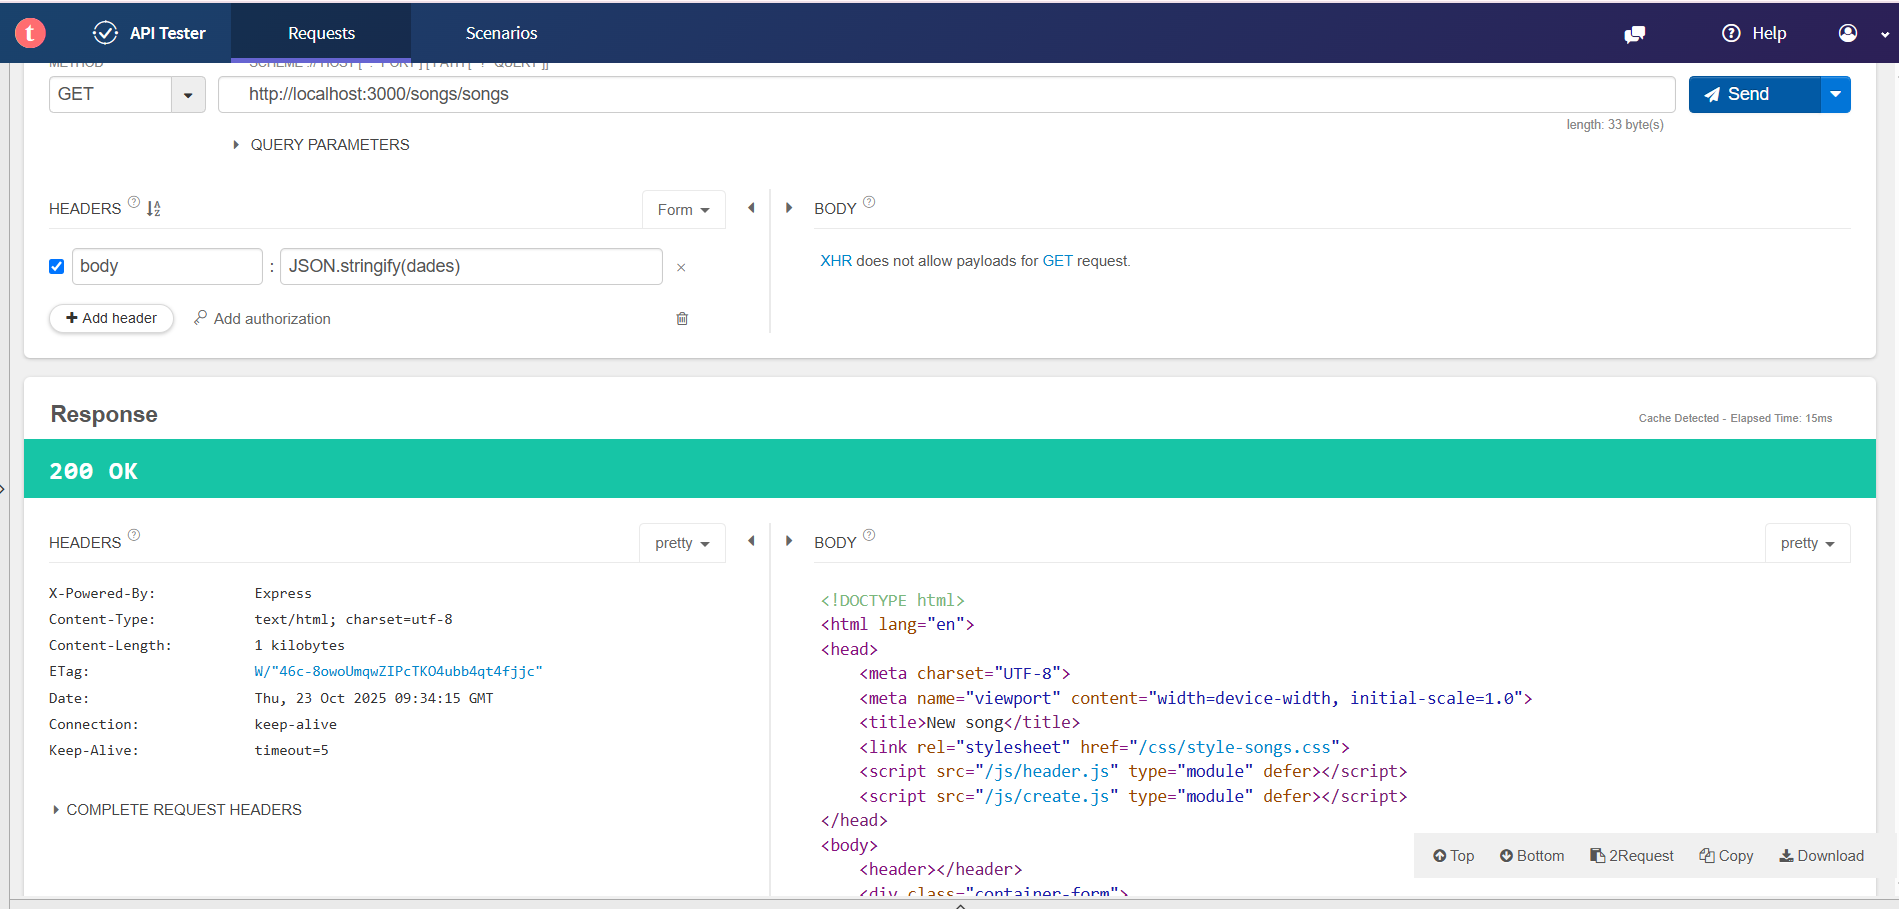 t API Tester Requests Scenarios Help
METHOD SCHEME :// HOST [ ":" PORT ] [ PATH [ "?" QUERY ]]
GET http://localhost:3000/songs/songs Send
length: 33 byte(s)
QUERY PARAMETERS
HEADERS ? Form BODY ?
body : JSON.stringify(dades) × XHR does not allow payloads for GET request.
+ Add header Add authorization
Response Cache Detected - Elapsed Time: 15ms
200 OK
HEADERS ? pretty BODY ? pretty
X-Powered-By: Express
Content-Type: text/html; charset=utf-8
Content-Length: 1 kilobytes
ETag: W/"46c-8owoUmqwZIPcTKO4ubb4qt4fjjc"
Date: Thu, 23 Oct 2025 09:34:15 GMT
Connection: keep-alive
Keep-Alive: timeout=5
COMPLETE REQUEST HEADERS
<!DOCTYPE html>
<html lang="en">
<head>
<meta charset="UTF-8">
<meta name="viewport" content="width=device-width, initial-scale=1.0">
<title>New song</title>
<link rel="stylesheet" href="/css/style-songs.css">
<script src="/js/header.js" type="module" defer></script>
<script src="/js/create.js" type="module" defer></script>
</head>
<body>
<header></header>
<div class="container-form">
Top Bottom 2Request Copy Download